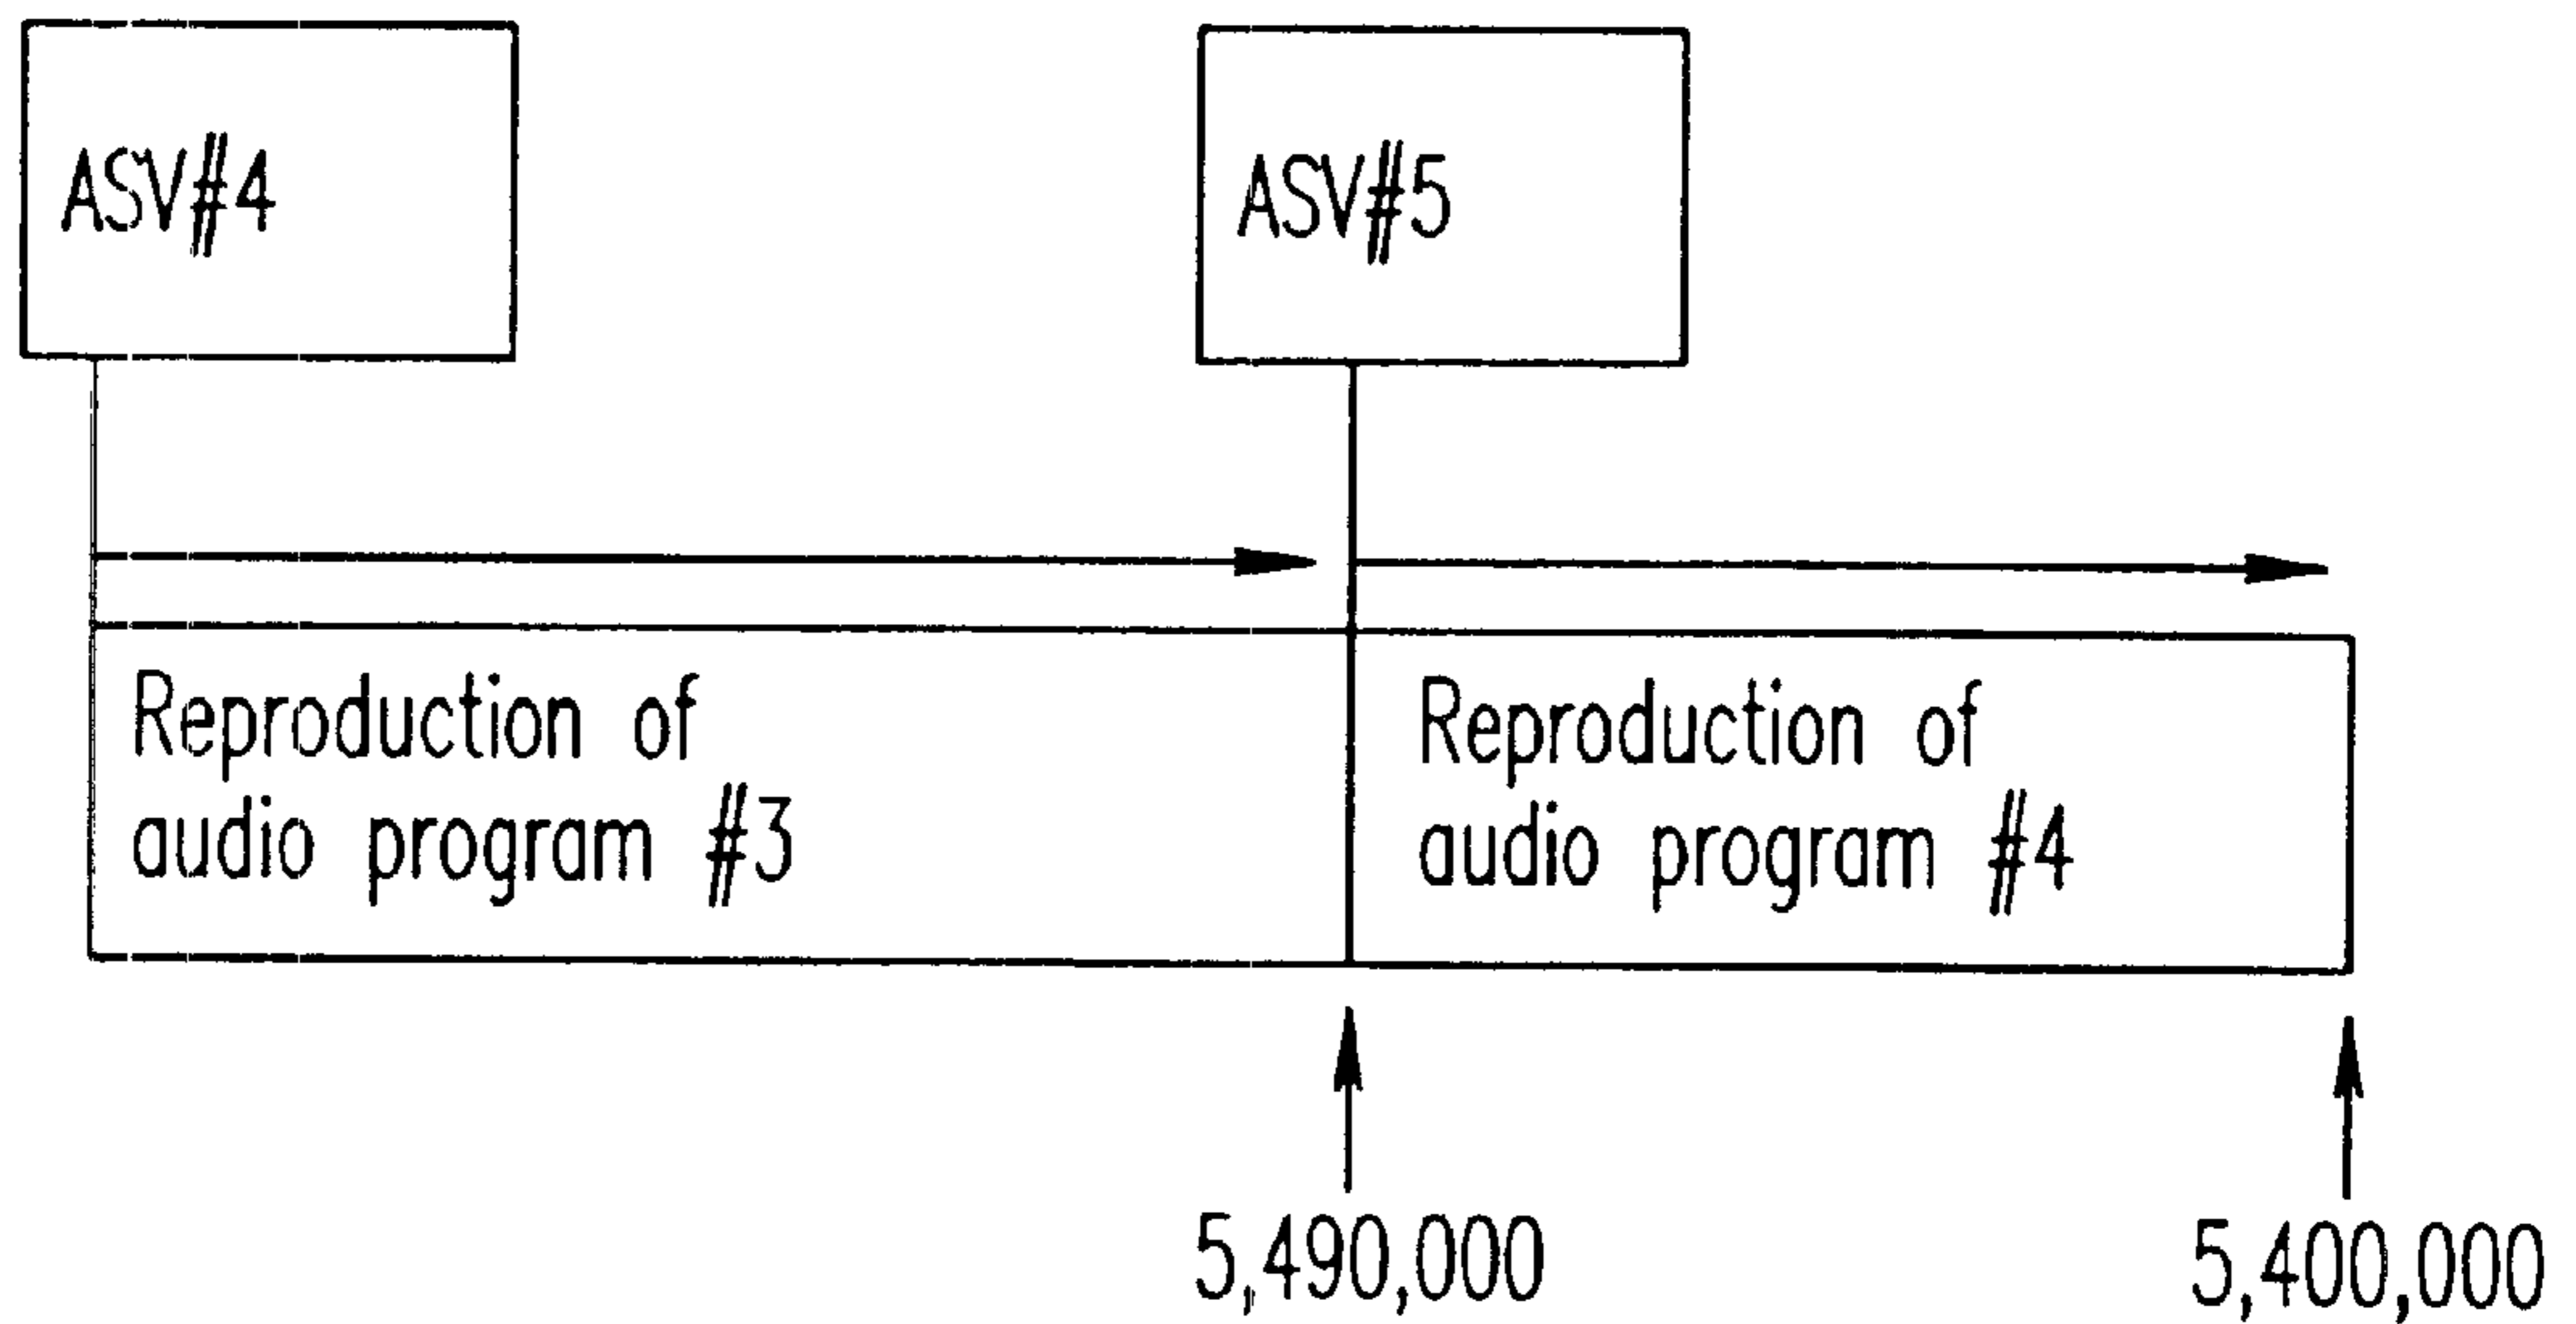 ASV#4
ASV#5
Reproduction of
audio program #3
Reproduction of
audio program #4
5,490,000
5,400,000